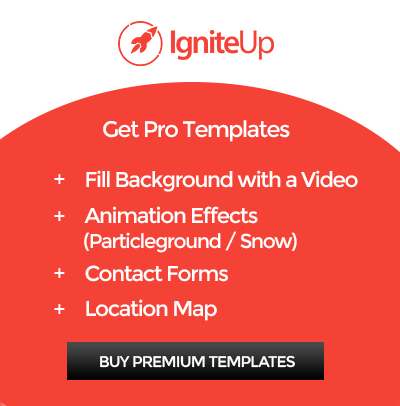 IgniteUp
Get Pro Templates
+ Fill Background with a Video
+ Animation Effects
(Particleground / Snow)
+ Contact Forms
+ Location Map
BUY PREMIUM TEMPLATES